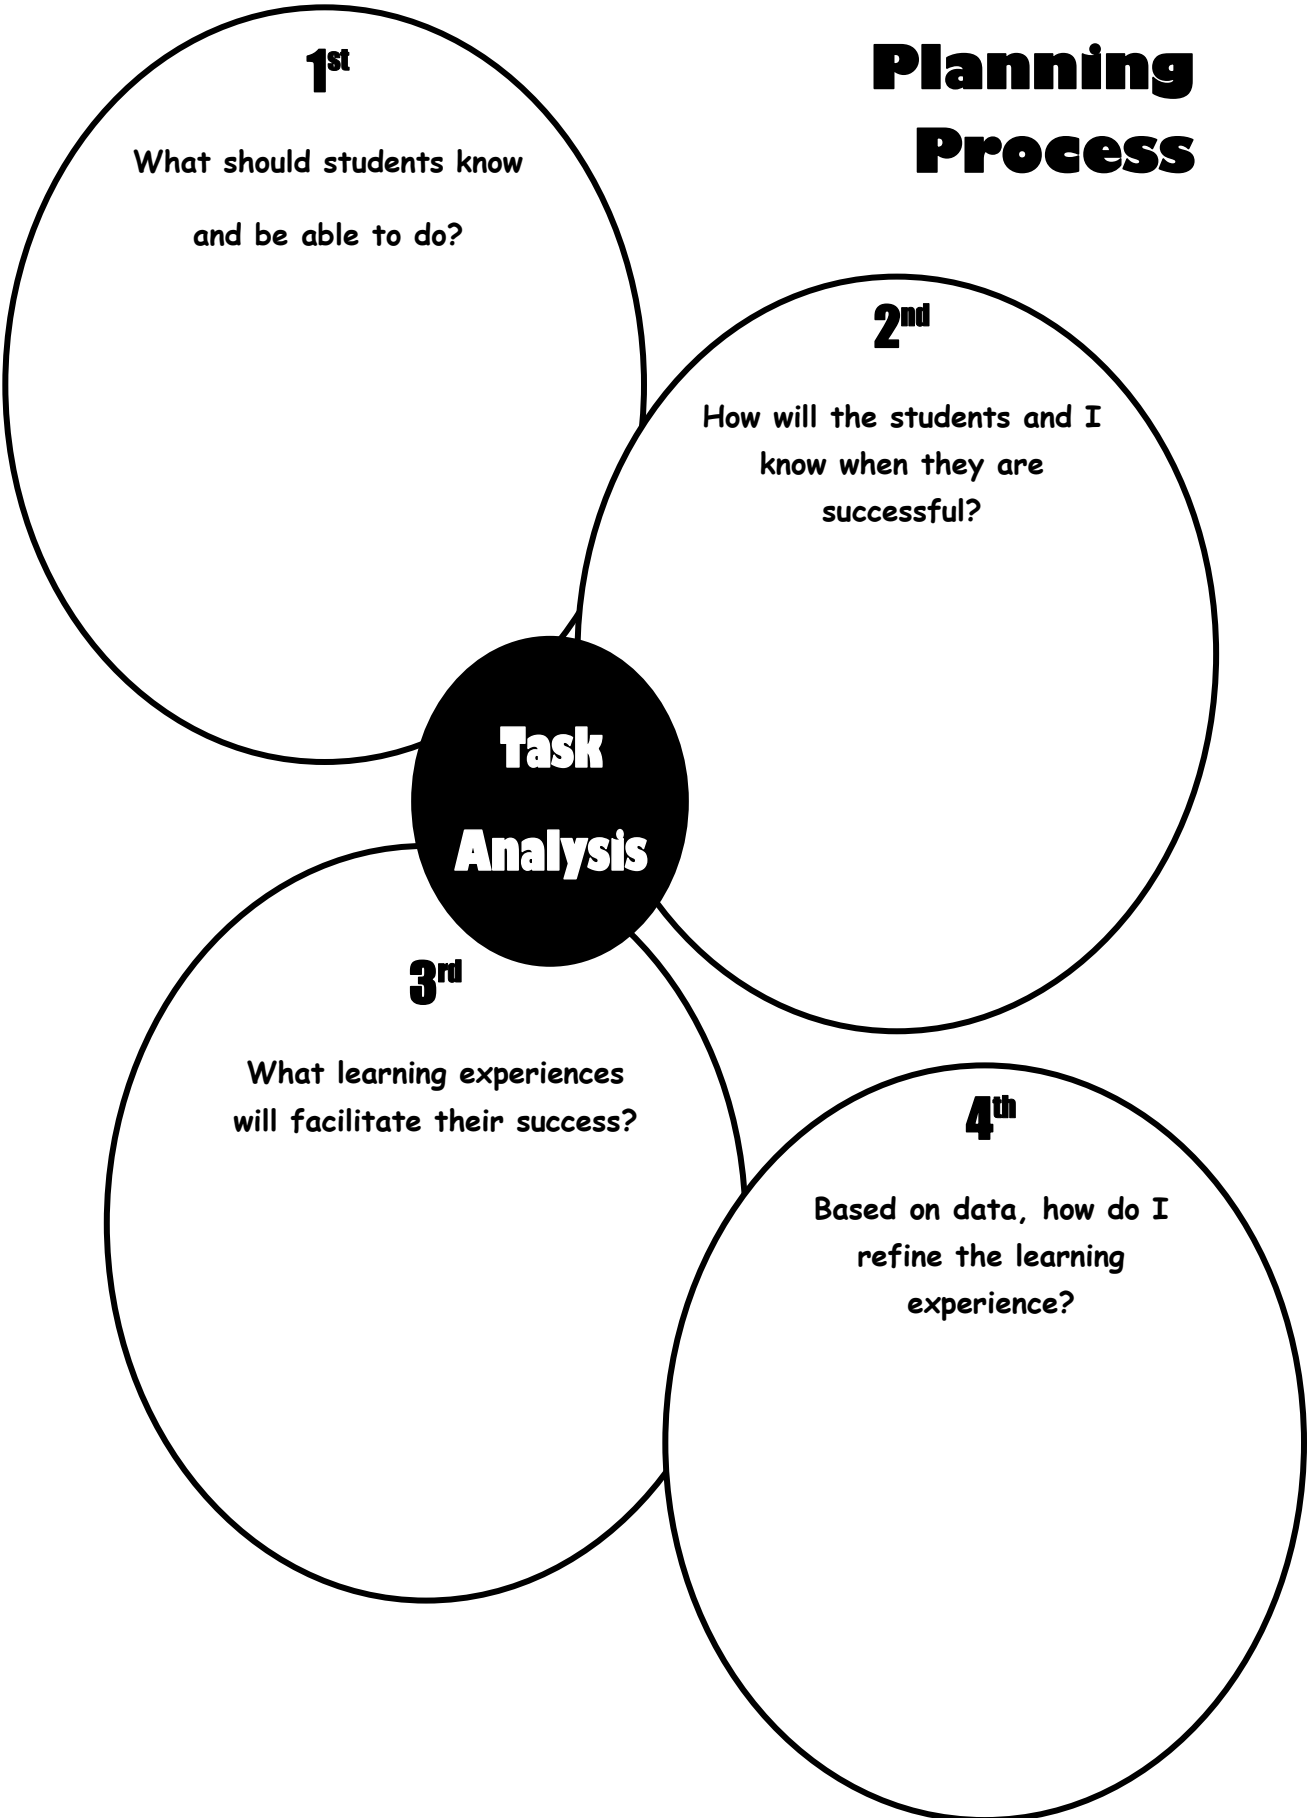 Planning
Process
1st
What should students know
and be able to do?
2nd
How will the students and I
know when they are
successful?
Task
Analysis
3rd
What learning experiences
will facilitate their success?
4th
Based on data, how do I
refine the learning
experience?